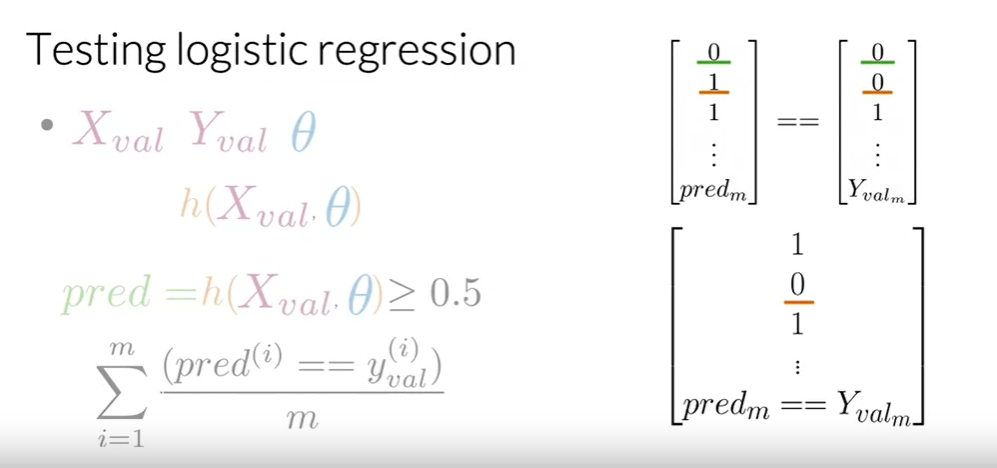 Testing logistic regression
• X_val Y_val θ
h(X_val, θ)
pred = h(X_val, θ) ≥ 0.5
∑_{i=1}^{m} (pred^(i) == y_val^(i)) / m
[0 1 1 ⋮ pred_m] == [0 0 1 ⋮ Y_val_m]
[1 0 1 ⋮ pred_m == Y_val_m]